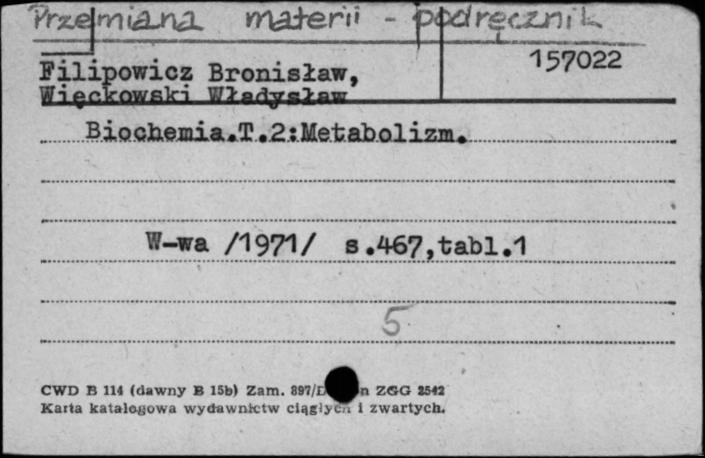 Przemiana materii - podręcznik
157022
Filipowicz Bronisław,
Więckowski Władysław
Biochemia.T.2:Metabolizm.
W-wa /1971/ s.467,tabl.1
5
CWD B 114 (dawny B 15b) Zam. 897/D n ZGG 2542
Karta katalogowa wydawnictw ciągłych i zwartych.